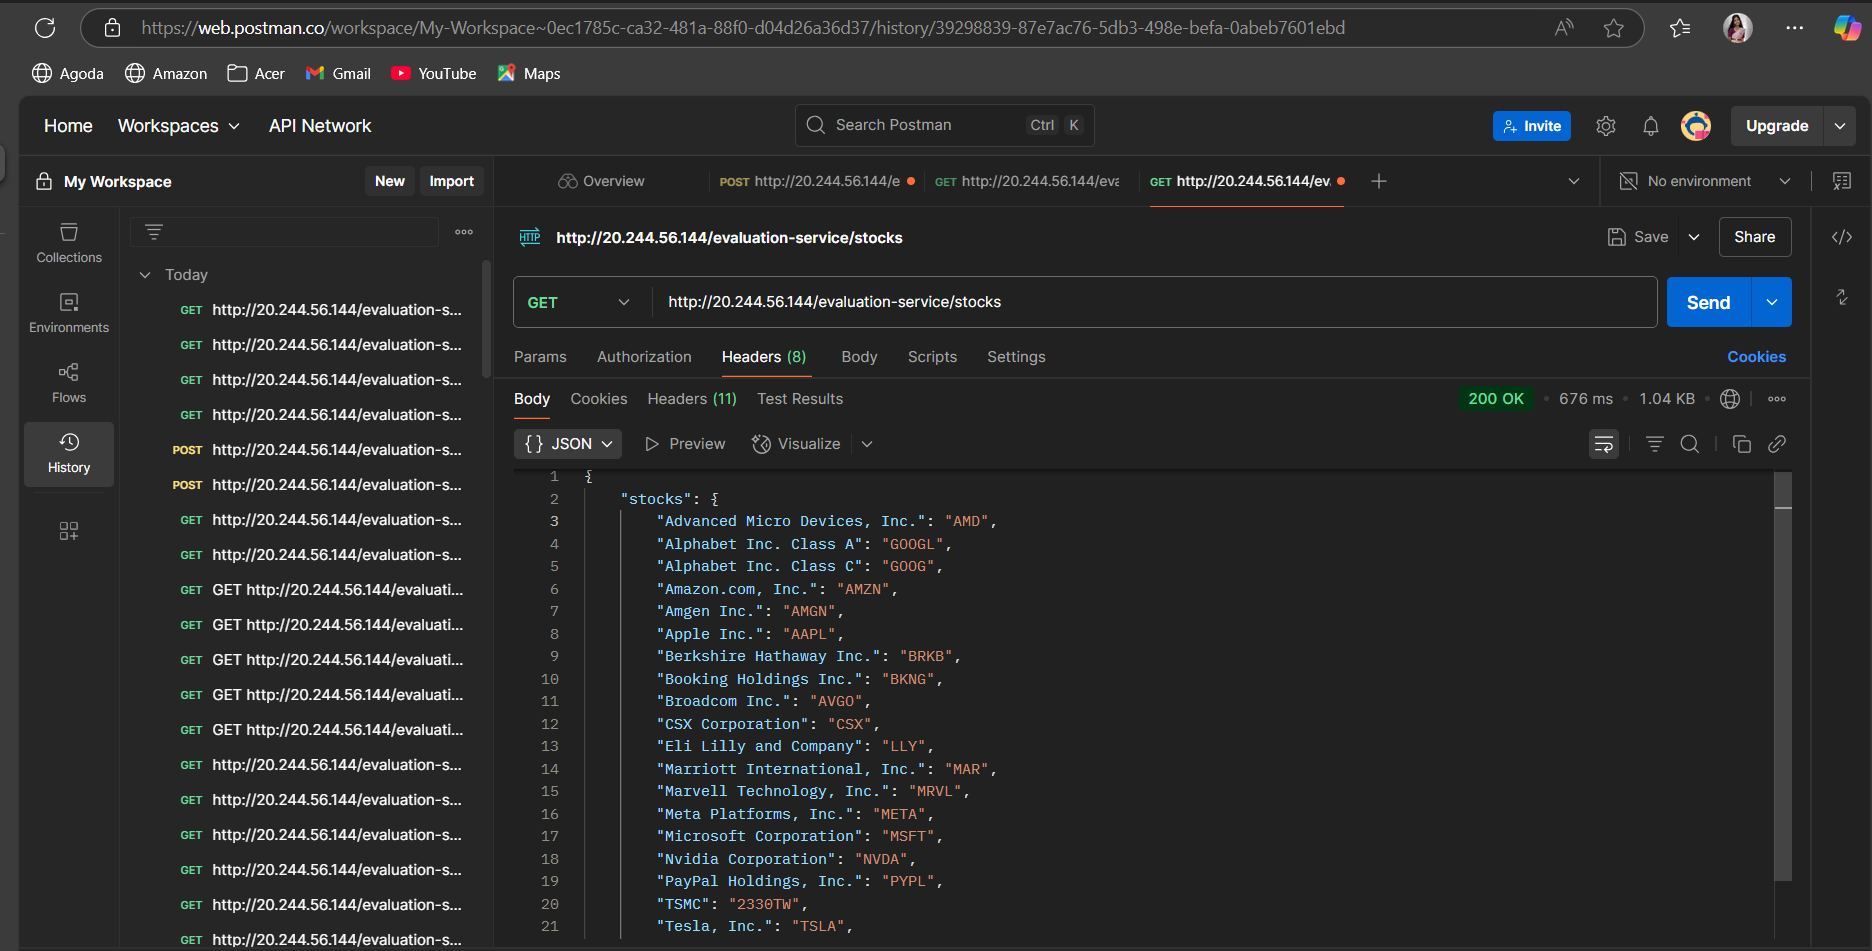 https://web.postman.co/workspace/My-Workspace~0ec1785c-ca32-481a-88f0-d04d26a36d37/history/39298839-87e7ac76-5db3-498e-befa-0abeb7601ebd
Agoda Amazon Acer Gmail YouTube Maps
Home Workspaces API Network Search Postman Ctrl K Invite Upgrade
My Workspace New Import Overview POST http://20.244.56.144/e GET http://20.244.56.144/eva GET http://20.244.56.144/ev. No environment
Collections
Environments
Flows
History
Today
GET http://20.244.56.144/evaluation-s...
GET http://20.244.56.144/evaluation-s...
GET http://20.244.56.144/evaluation-s...
GET http://20.244.56.144/evaluation-s...
POST http://20.244.56.144/evaluation-s...
POST http://20.244.56.144/evaluation-s...
GET http://20.244.56.144/evaluation-s...
GET http://20.244.56.144/evaluation-s...
GET GET http://20.244.56.144/evaluati...
GET GET http://20.244.56.144/evaluati...
GET GET http://20.244.56.144/evaluati...
GET GET http://20.244.56.144/evaluati...
GET GET http://20.244.56.144/evaluati...
GET http://20.244.56.144/evaluation-s...
GET http://20.244.56.144/evaluation-s...
GET http://20.244.56.144/evaluation-s...
GET http://20.244.56.144/evaluation-s...
GET http://20.244.56.144/evaluation-s...
GET http://20.244.56.144/evaluation-s...
HTTP http://20.244.56.144/evaluation-service/stocks Save Share
GET http://20.244.56.144/evaluation-service/stocks Send
Params Authorization Headers (8) Body Scripts Settings Cookies
Body Cookies Headers (11) Test Results 200 OK • 676 ms • 1.04 KB
{} JSON Preview Visualize
1 {
2 "stocks": {
3 "Advanced Micro Devices, Inc.": "AMD",
4 "Alphabet Inc. Class A": "GOOGL",
5 "Alphabet Inc. Class C": "GOOG",
6 "Amazon.com, Inc.": "AMZN",
7 "Amgen Inc.": "AMGN",
8 "Apple Inc.": "AAPL",
9 "Berkshire Hathaway Inc.": "BRKB",
10 "Booking Holdings Inc.": "BKNG",
11 "Broadcom Inc.": "AVGO",
12 "CSX Corporation": "CSX",
13 "Eli Lilly and Company": "LLY",
14 "Marriott International, Inc.": "MAR",
15 "Marvell Technology, Inc.": "MRVL",
16 "Meta Platforms, Inc.": "META",
17 "Microsoft Corporation": "MSFT",
18 "Nvidia Corporation": "NVDA",
19 "PayPal Holdings, Inc.": "PYPL",
20 "TSMC": "2330TW",
21 "Tesla, Inc.": "TSLA",